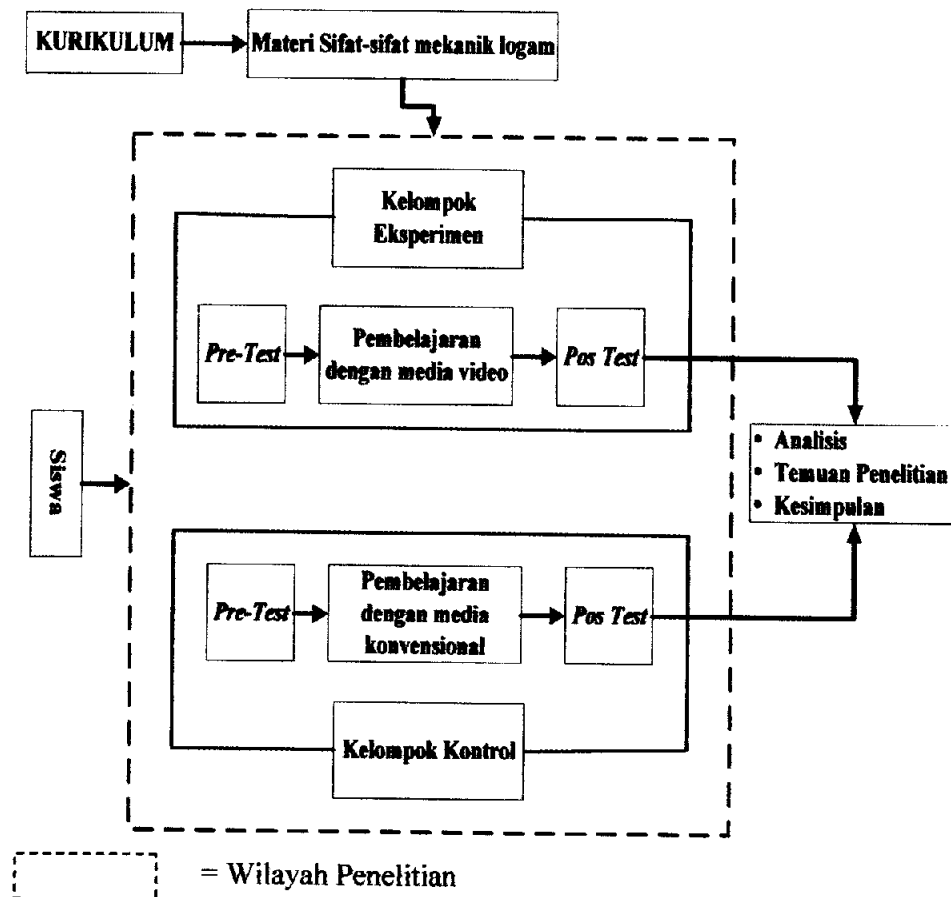 KURIKULUM
Materi Sifat-sifat mekanik logam
Kelompok
Eksperimen
Pre-Test
Pembelajaran
dengan media video
Pos Test
Siswa
• Analisis
• Temuan Penelitian
• Kesimpulan
Pre-Test
Pembelajaran
dengan media
konvensional
Pos Test
Kelompok Kontrol
= Wilayah Penelitian